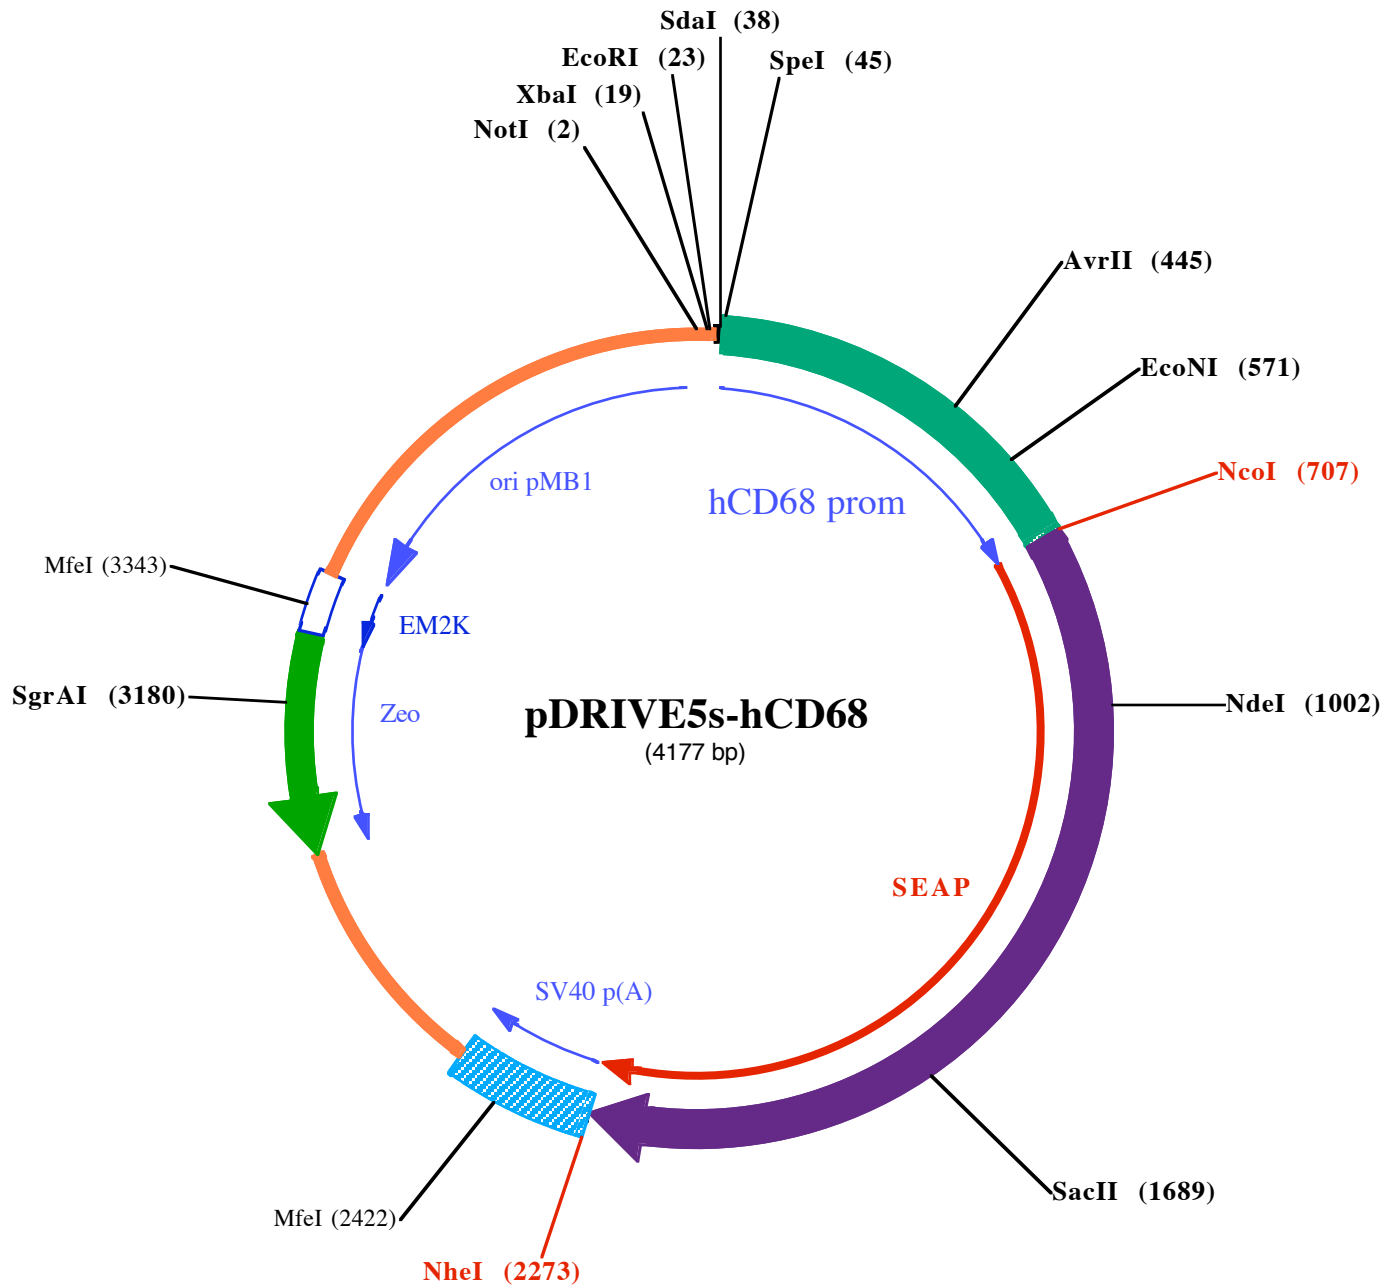 SdaI (38)
EcoRI (23)
SpeI (45)
XbaI (19)
NotI (2)
AvrII (445)
EcoNI (571)
NcoI (707)
ori pMB1
hCD68 prom
MfeI (3343)
EM2K
SgrAI (3180)
Zeo
pDRIVE5s-hCD68
(4177 bp)
NdeI (1002)
SEAP
SV40 p(A)
SacII (1689)
MfeI (2422)
NheI (2273)